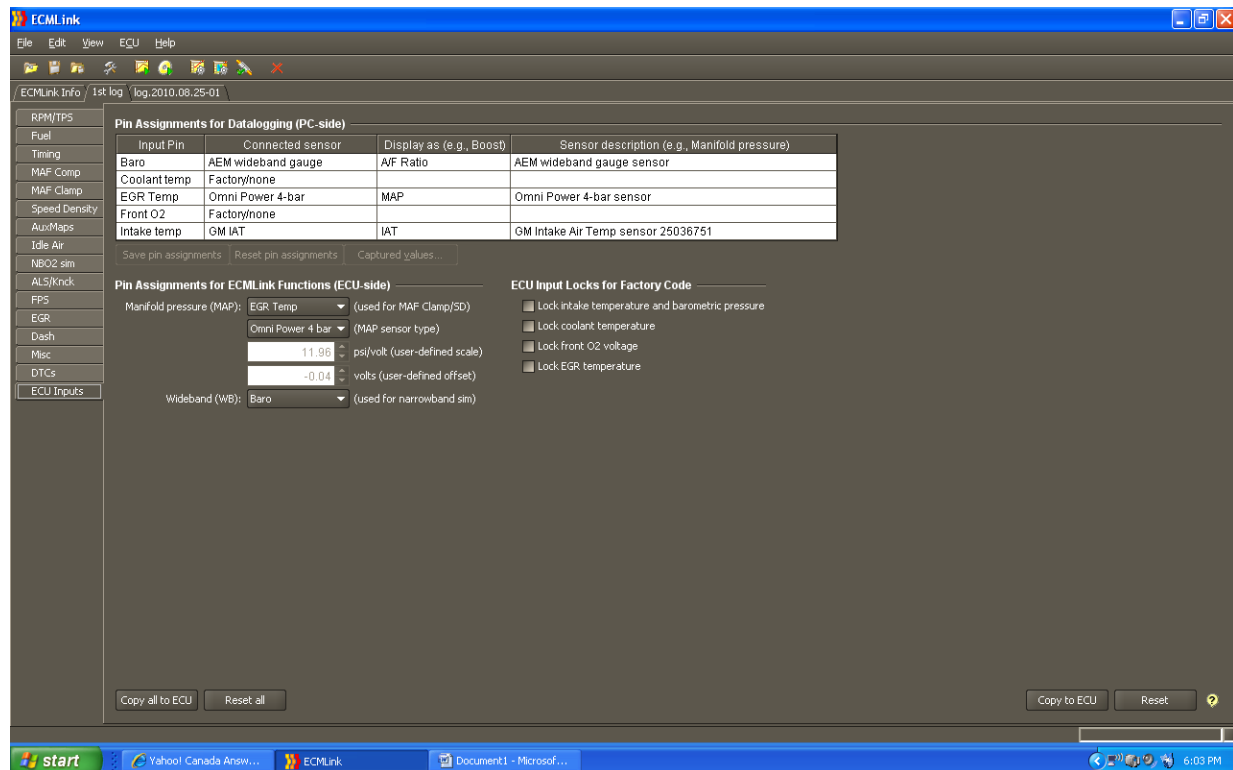 ECMLink
File Edit View ECU Help
ECMLink Info 1st log log.2010.08.25-01
RPM/TPS
Fuel
Timing
MAF Comp
MAF Clamp
Speed Density
AuxMaps
Idle Air
NBO2 sim
ALS/Knck
FPS
EGR
Dash
Misc
DTCs
ECU Inputs
Pin Assignments for Datalogging (PC-side)
Input Pin Connected sensor Display as (e.g., Boost) Sensor description (e.g., Manifold pressure)
Baro AEM wideband gauge A/F Ratio AEM wideband gauge sensor
Coolant temp Factory/none
EGR Temp Omni Power 4-bar MAP Omni Power 4-bar sensor
Front O2 Factory/none
Intake temp GM IAT IAT GM Intake Air Temp sensor 25036751
Save pin assignments Reset pin assignments Captured values...
Pin Assignments for ECMLink Functions (ECU-side)
Manifold pressure (MAP): EGR Temp (used for MAF Clamp/SD)
Omni Power 4 bar (MAP sensor type)
11.96 psi/volt (user-defined scale)
-0.04 volts (user-defined offset)
Wideband (WB): Baro (used for narrowband sim)
ECU Input Locks for Factory Code
Lock intake temperature and barometric pressure
Lock coolant temperature
Lock front O2 voltage
Lock EGR temperature
Copy all to ECU Reset all Copy to ECU Reset ?
start Yahoo! Canada Answ... ECMLink Document1 - Microsof... 6:03 PM